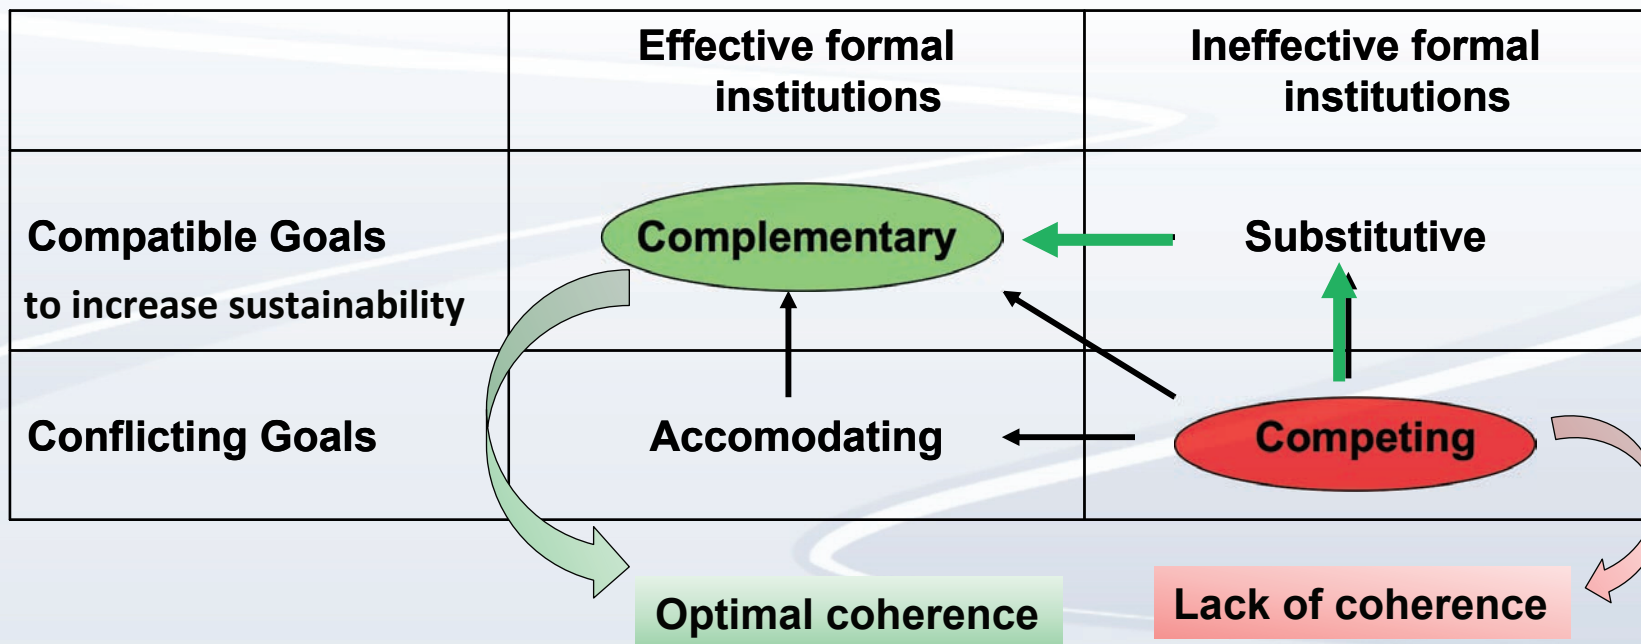 Effective formal
institutions
Ineffective formal
institutions
Compatible Goals
to increase sustainability
Complementary
Substitutive
Conflicting Goals
Accomodating
Competing
Optimal coherence
Lack of coherence